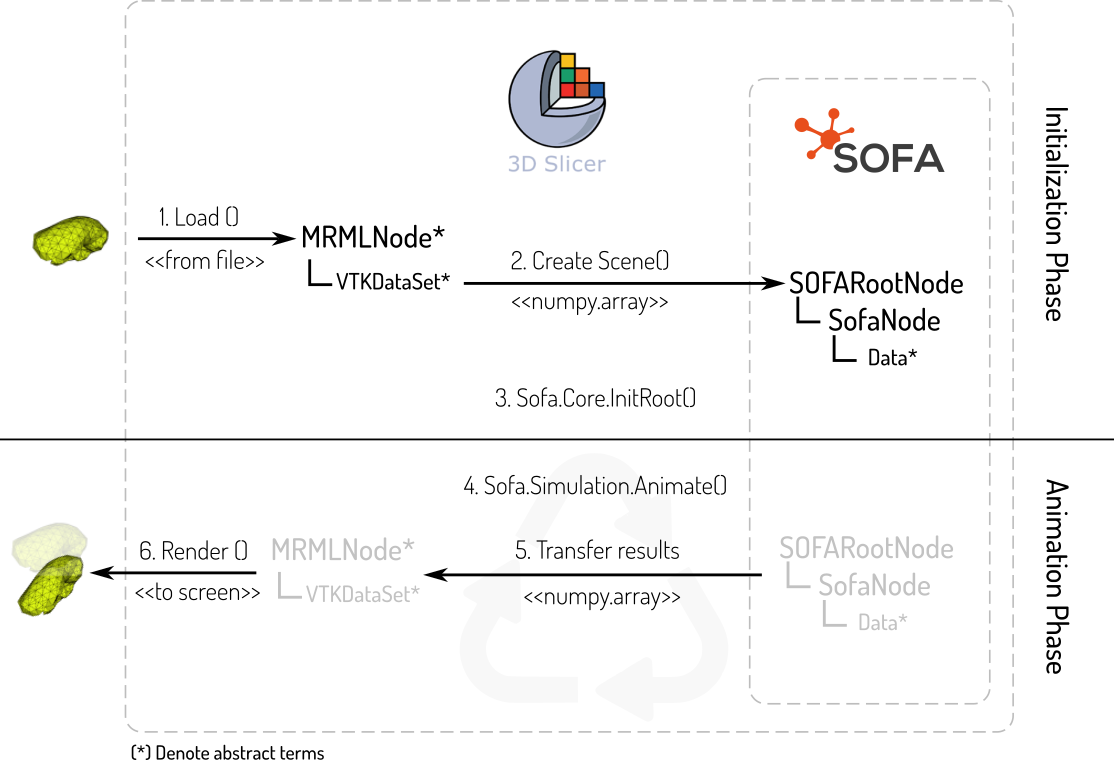 3D Slicer
SOFA
Initialization Phase
1. Load ()
<<from file>>
MRMLNode*
VTKDataSet*
2. Create Scene()
<<numpy.array>>
SOFARootNode
SofaNode
Data*
3. Sofa.Core.InitRoot()
4. Sofa.Simulation.Animate()
Animation Phase
6. Render ()
<<to screen>>
MRMLNode*
VTKDataSet*
5. Transfer results
<<numpy.array>>
SOFARootNode
SofaNode
Data*
(*) Denote abstract terms